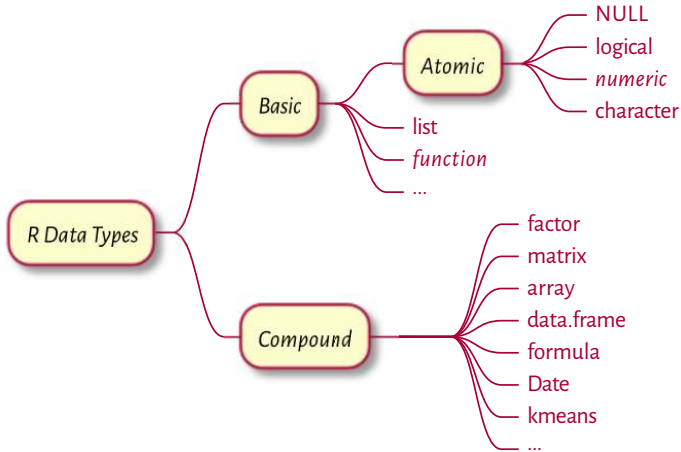 R Data Types
Basic
Atomic
NULL
logical
numeric
character
list
function
...
Compound
factor
matrix
array
data.frame
formula
Date
kmeans
...